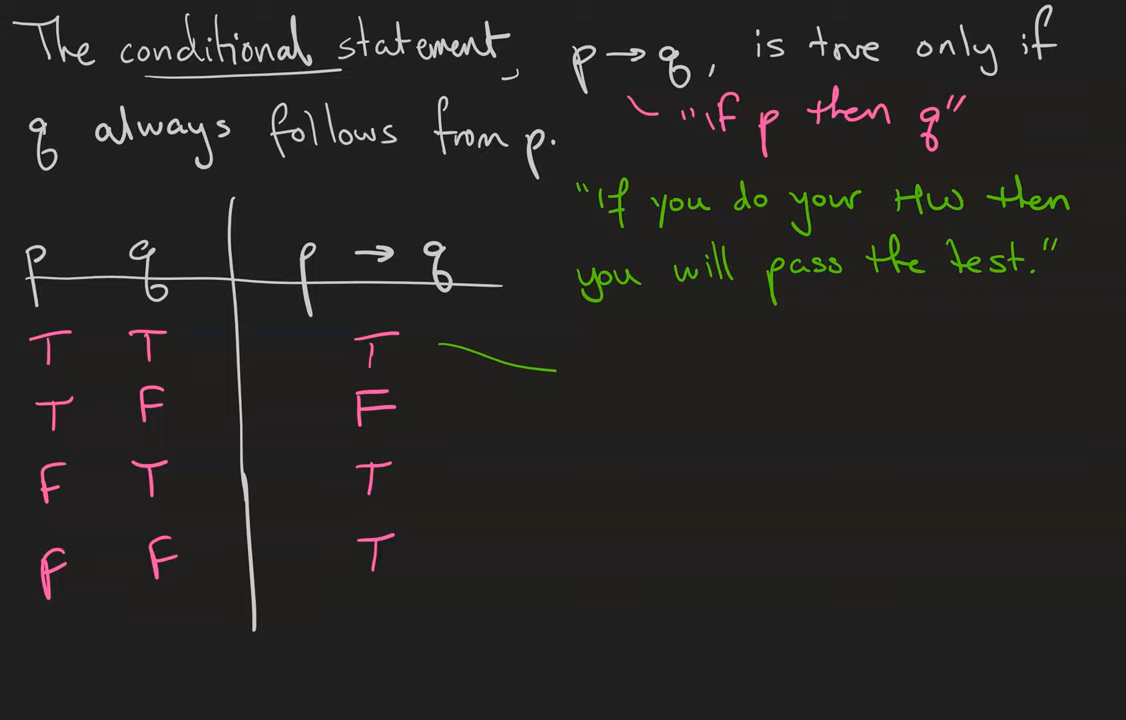 The conditional statement, p → q, is true only if
"if p then q"
q always follows from p.
"If you do your HW then
you will pass the test."
p q p → q
T T T
T F F
F T T
F F T